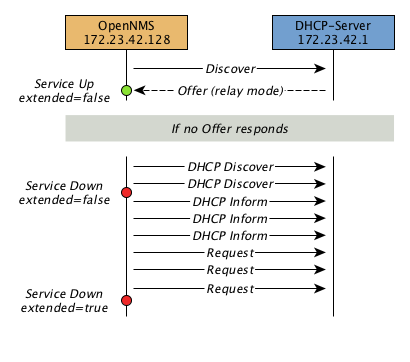 OpenNMS
172.23.42.128
DHCP-Server
172.23.42.1
Discover
Service Up
extended=false
Offer (relay mode)
If no Offer responds
DHCP Discover
DHCP Discover
Service Down
extended=false
DHCP Inform
DHCP Inform
DHCP Inform
Request
Request
Request
Service Down
extended=true